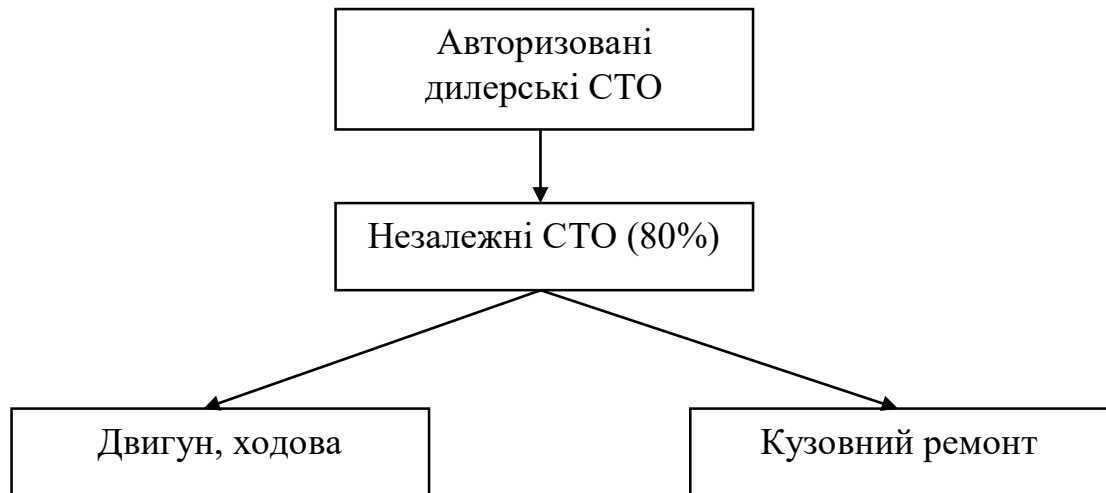 Авторизовані
дилерські СТО
Незалежні СТО (80%)
Двигун, ходова
Кузовний ремонт